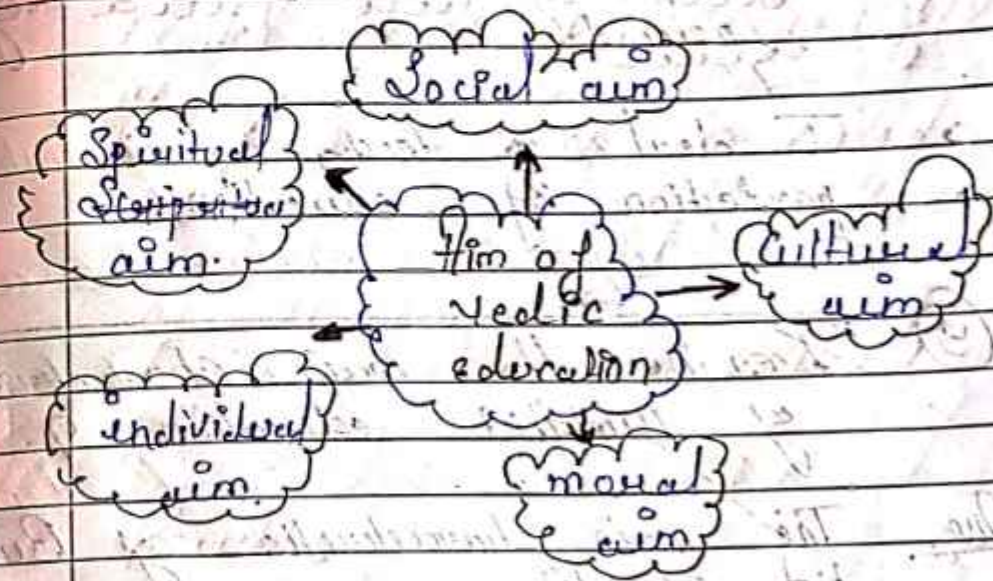 Social aim
Spiritual
aim.
Aim of
vedic
education
Cultural
aim
individual
aim.
moral
aim